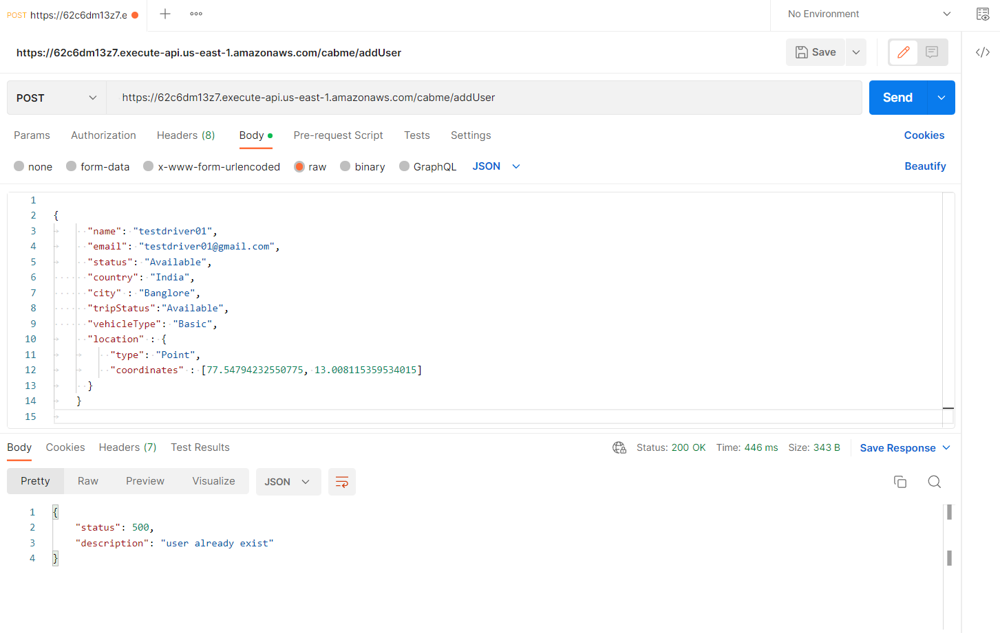 POST https://62c6dm13z7.e
No Environment
https://62c6dm13z7.execute-api.us-east-1.amazonaws.com/cabme/addUser
Save
POST
https://62c6dm13z7.execute-api.us-east-1.amazonaws.com/cabme/addUser
Send
Params Authorization Headers (8) Body Pre-request Script Tests Settings Cookies
none form-data x-www-form-urlencoded raw binary GraphQL JSON Beautify
1
2 {
3 "name": "testdriver01",
4 "email": "testdriver01@gmail.com",
5 "status": "Available",
6 "country": "India",
7 "city" : "Banglore",
8 "tripStatus":"Available",
9 "vehicleType": "Basic",
10 "location" : {
11 "type": "Point",
12 "coordinates" : [77.54794232550775, 13.008115359534015]
13 }
14 }
15
Body Cookies Headers (7) Test Results Status: 200 OK Time: 446 ms Size: 343 B Save Response
Pretty Raw Preview Visualize JSON
1 {
2 "status": 500,
3 "description": "user already exist"
4 }